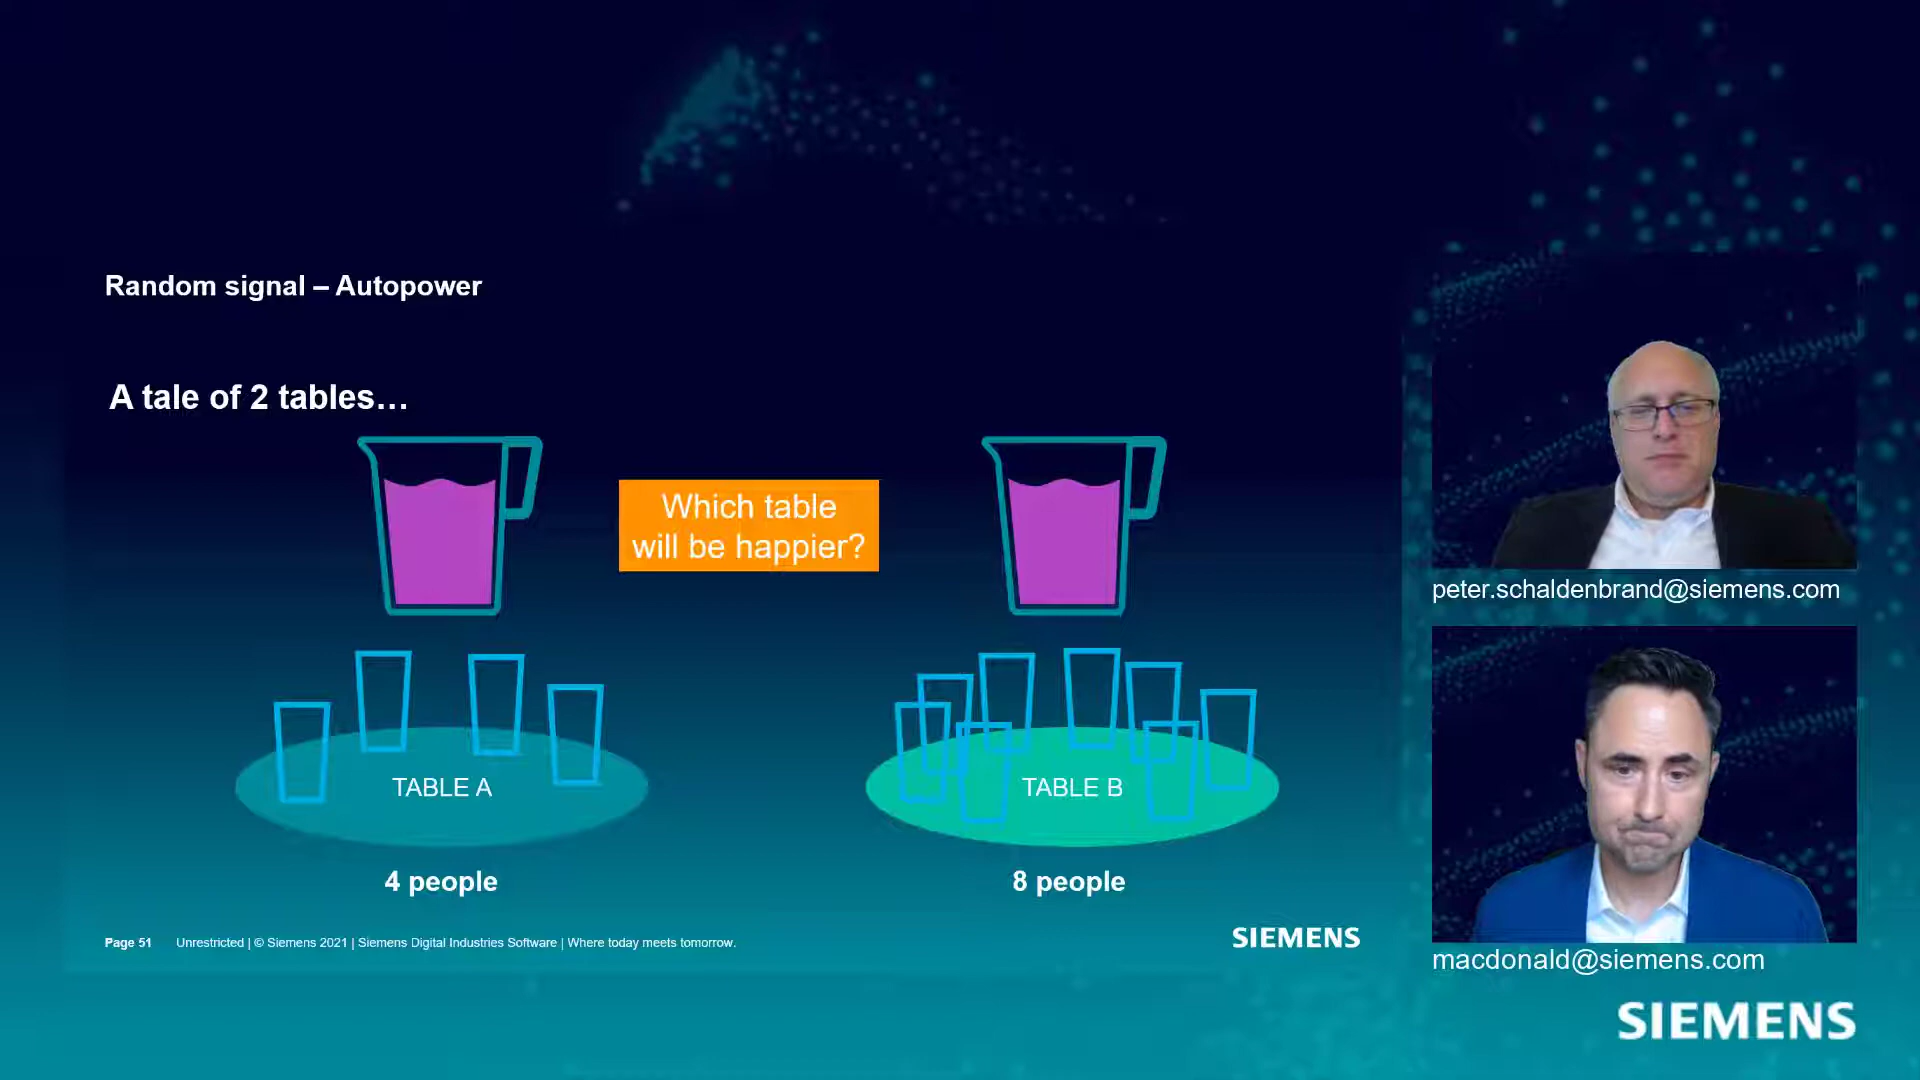 Random signal – Autopower
A tale of 2 tables…
Which table
will be happier?
TABLE A
TABLE B
4 people
8 people
Page 51 Unrestricted | © Siemens 2021 | Siemens Digital Industries Software | Where today meets tomorrow.
SIEMENS
peter.schaldenbrand@siemens.com
macdonald@siemens.com
SIEMENS